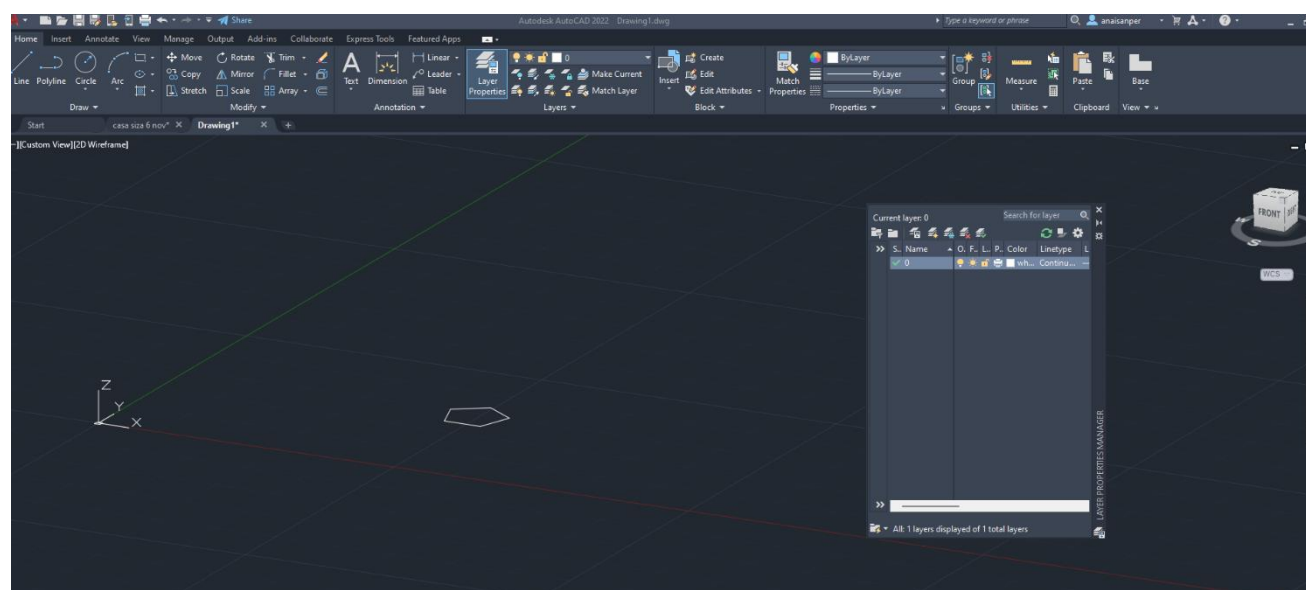 Share
Autodesk AutoCAD 2022 Drawing1.dwg
Type a keyword or phrase
anaisanper
Home Insert Annotate View Manage Output Add-ins Collaborate Express Tools Featured Apps
Line Polyline Circle Arc
Move Rotate Trim
Copy Mirror Fillet
Stretch Scale Array
Text Dimension
Linear
Leader
Table
Layer Properties
0
Make Current
Match Layer
Insert
Create
Edit
Edit Attributes
Match Properties
ByLayer
ByLayer
ByLayer
Group
Measure
Paste
Base
Draw Modify Annotation Layers Block Properties Groups Utilities Clipboard View
Start casa siza 6 nov* Drawing1*
-][Custom View][2D Wireframe]
FRONT
S
WCS
Z
Y
X
Current layer: 0
Search for layer
S.. Name O. F.. L.. P.. Color Linetype L
0 wh... Continu...
All: 1 layers displayed of 1 total layers
LAYER PROPERTIES MANAGER